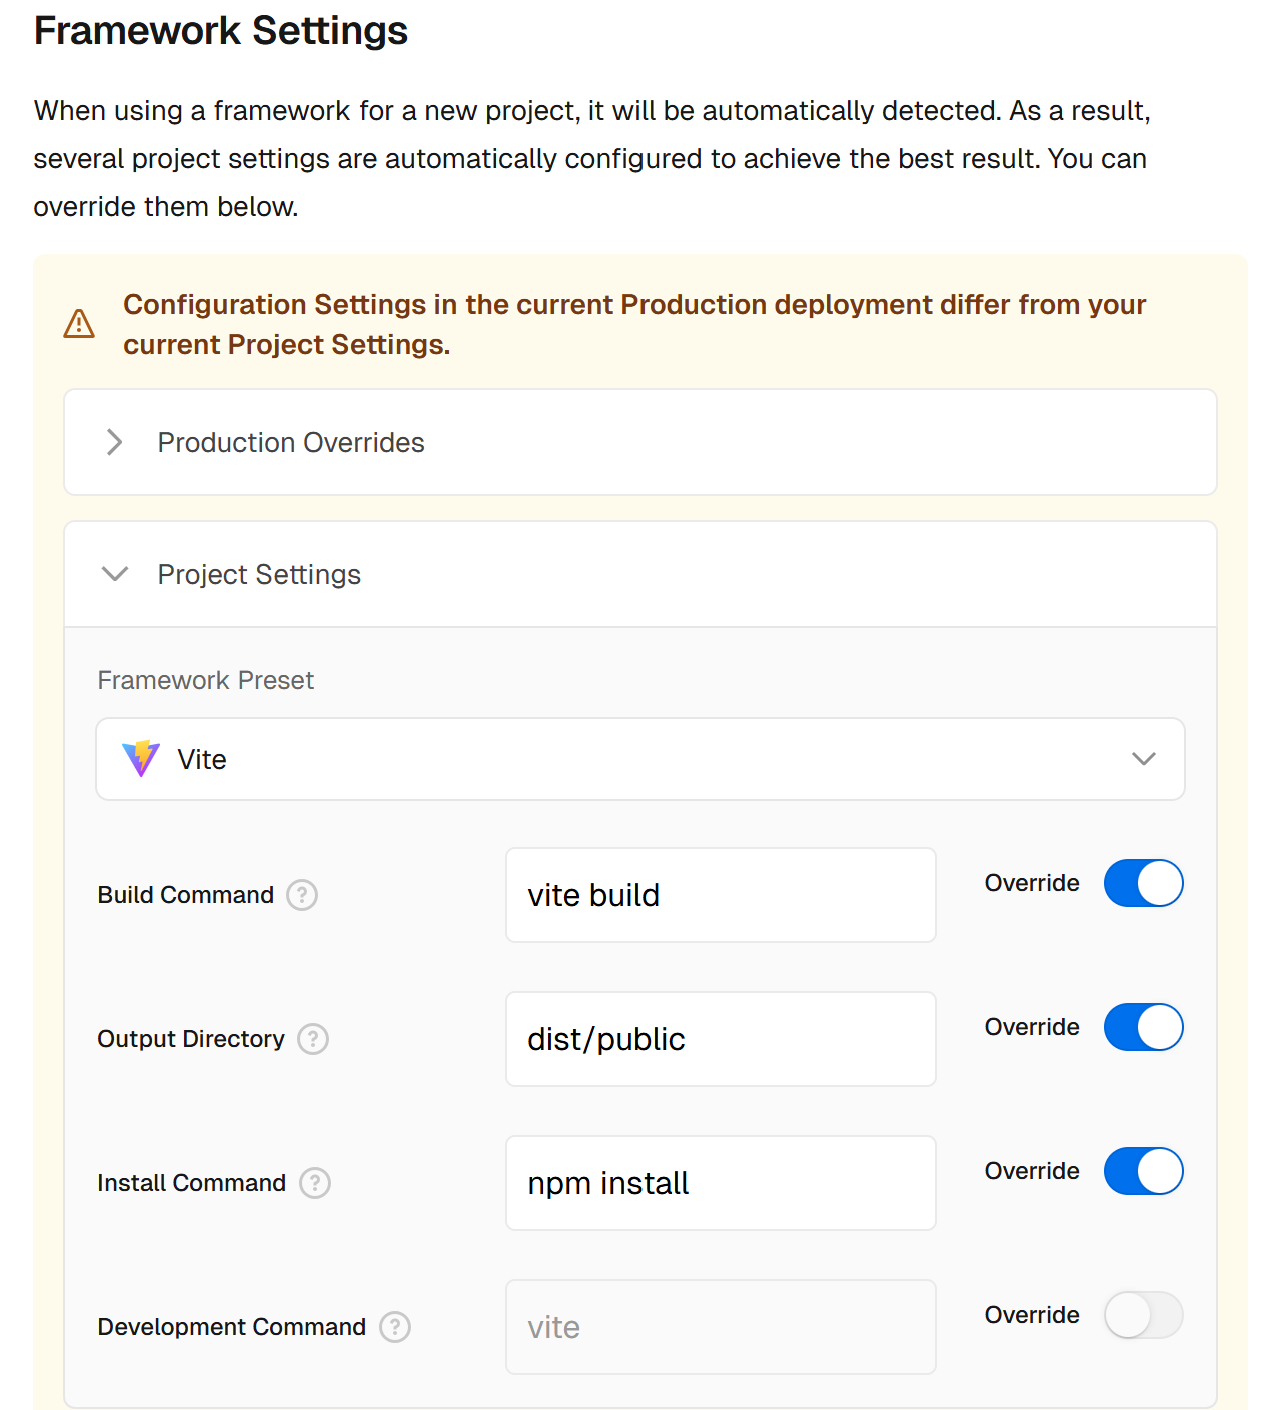 Framework Settings
When using a framework for a new project, it will be automatically detected. As a result,
several project settings are automatically configured to achieve the best result. You can
override them below.
Configuration Settings in the current Production deployment differ from your
current Project Settings.
Production Overrides
Project Settings
Framework Preset
Vite
Build Command ?
vite build
Override
Output Directory ?
dist/public
Override
Install Command ?
npm install
Override
Development Command ?
vite
Override